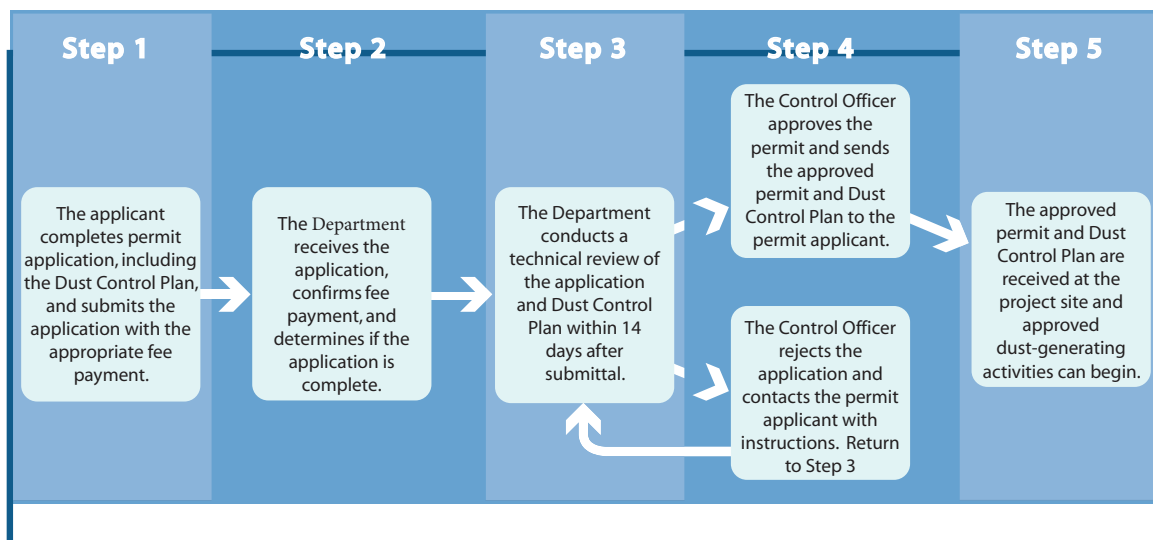 Step 1
Step 2
Step 3
Step 4
Step 5
The applicant
completes permit
application, including
the Dust Control Plan,
and submits the
application with the
appropriate fee
payment.
The Department
receives the
application,
confirms fee
payment, and
determines if the
application is
complete.
The Department
conducts a
technical review of
the application
and Dust Control
Plan within 14
days after
submittal.
The Control Officer
approves the
permit and sends
the approved
permit and Dust
Control Plan to the
permit applicant.
The Control Officer
rejects the
application and
contacts the permit
applicant with
instructions. Return
to Step 3
The approved
permit and Dust
Control Plan are
received at the
project site and
approved
dust-generating
activities can begin.